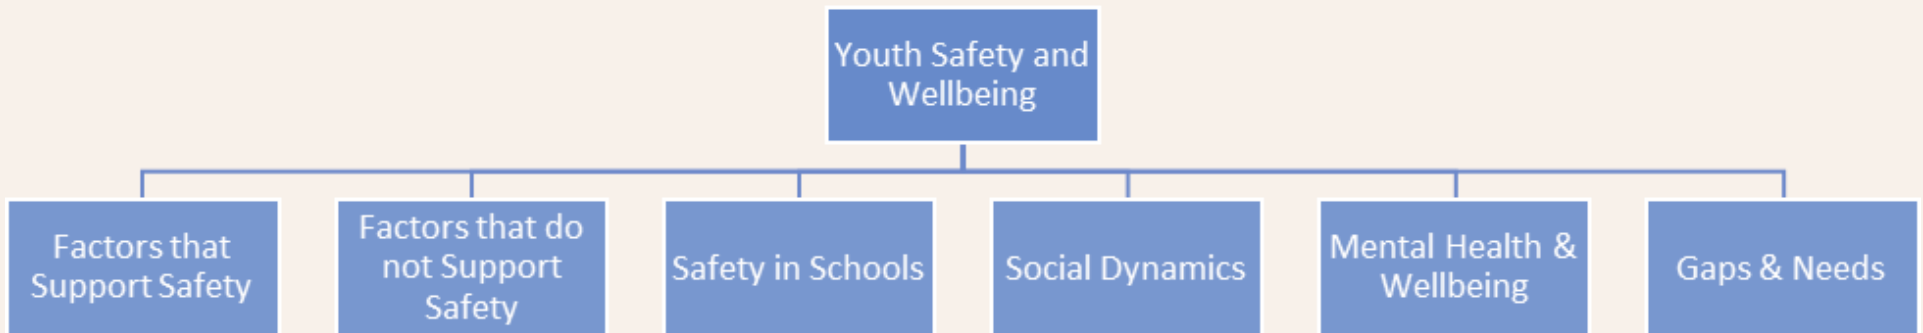 Youth Safety and
Wellbeing
Factors that
Support Safety
Factors that do
not Support
Safety
Safety in Schools
Social Dynamics
Mental Health &
Wellbeing
Gaps & Needs